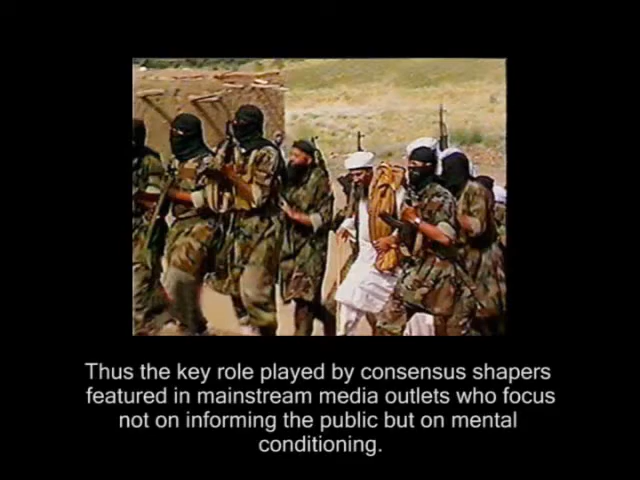 Thus the key role played by consensus shapers
featured in mainstream media outlets who focus
not on informing the public but on mental
conditioning.